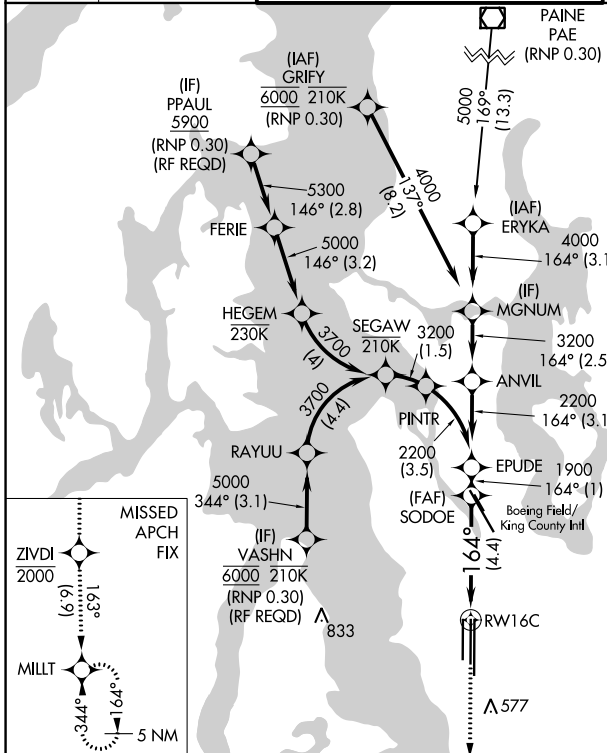 PAINE
PAE
(RNP 0.30)
(IAF)
GRIFY
6000 210K
(RNP 0.30)
(IF)
PPAUL
5900
(RNP 0.30)
(RF REQD)
5000
169°
(13.3)
4000
137°
(8.2)
5300
146° (2.8)
FERIE
(IAF)
ERYKA
5000
146° (3.2)
4000
164° (3.1
(IF)
MGNUM
HEGEM
230K
SEGAW
210K
3200
(1.5)
3200
164° (2.5
3700
(4)
ANVIL
3700
(4.4)
PINTR
2200
164° (3.1
RAYUU
2200
(3.5)
EPUDE
1900
164° (1)
5000
344° (3.1)
(FAF)
SODOE
Boeing Field/
King County Intl
MISSED
APCH
FIX
(IF)
VASHN
6000 210K
(RNP 0.30)
(RF REQD)
164°
(4.4)
ZIVDI
2000
163°
(6.9)
RW16C
833
MILLT
344°
164°
5 NM
577